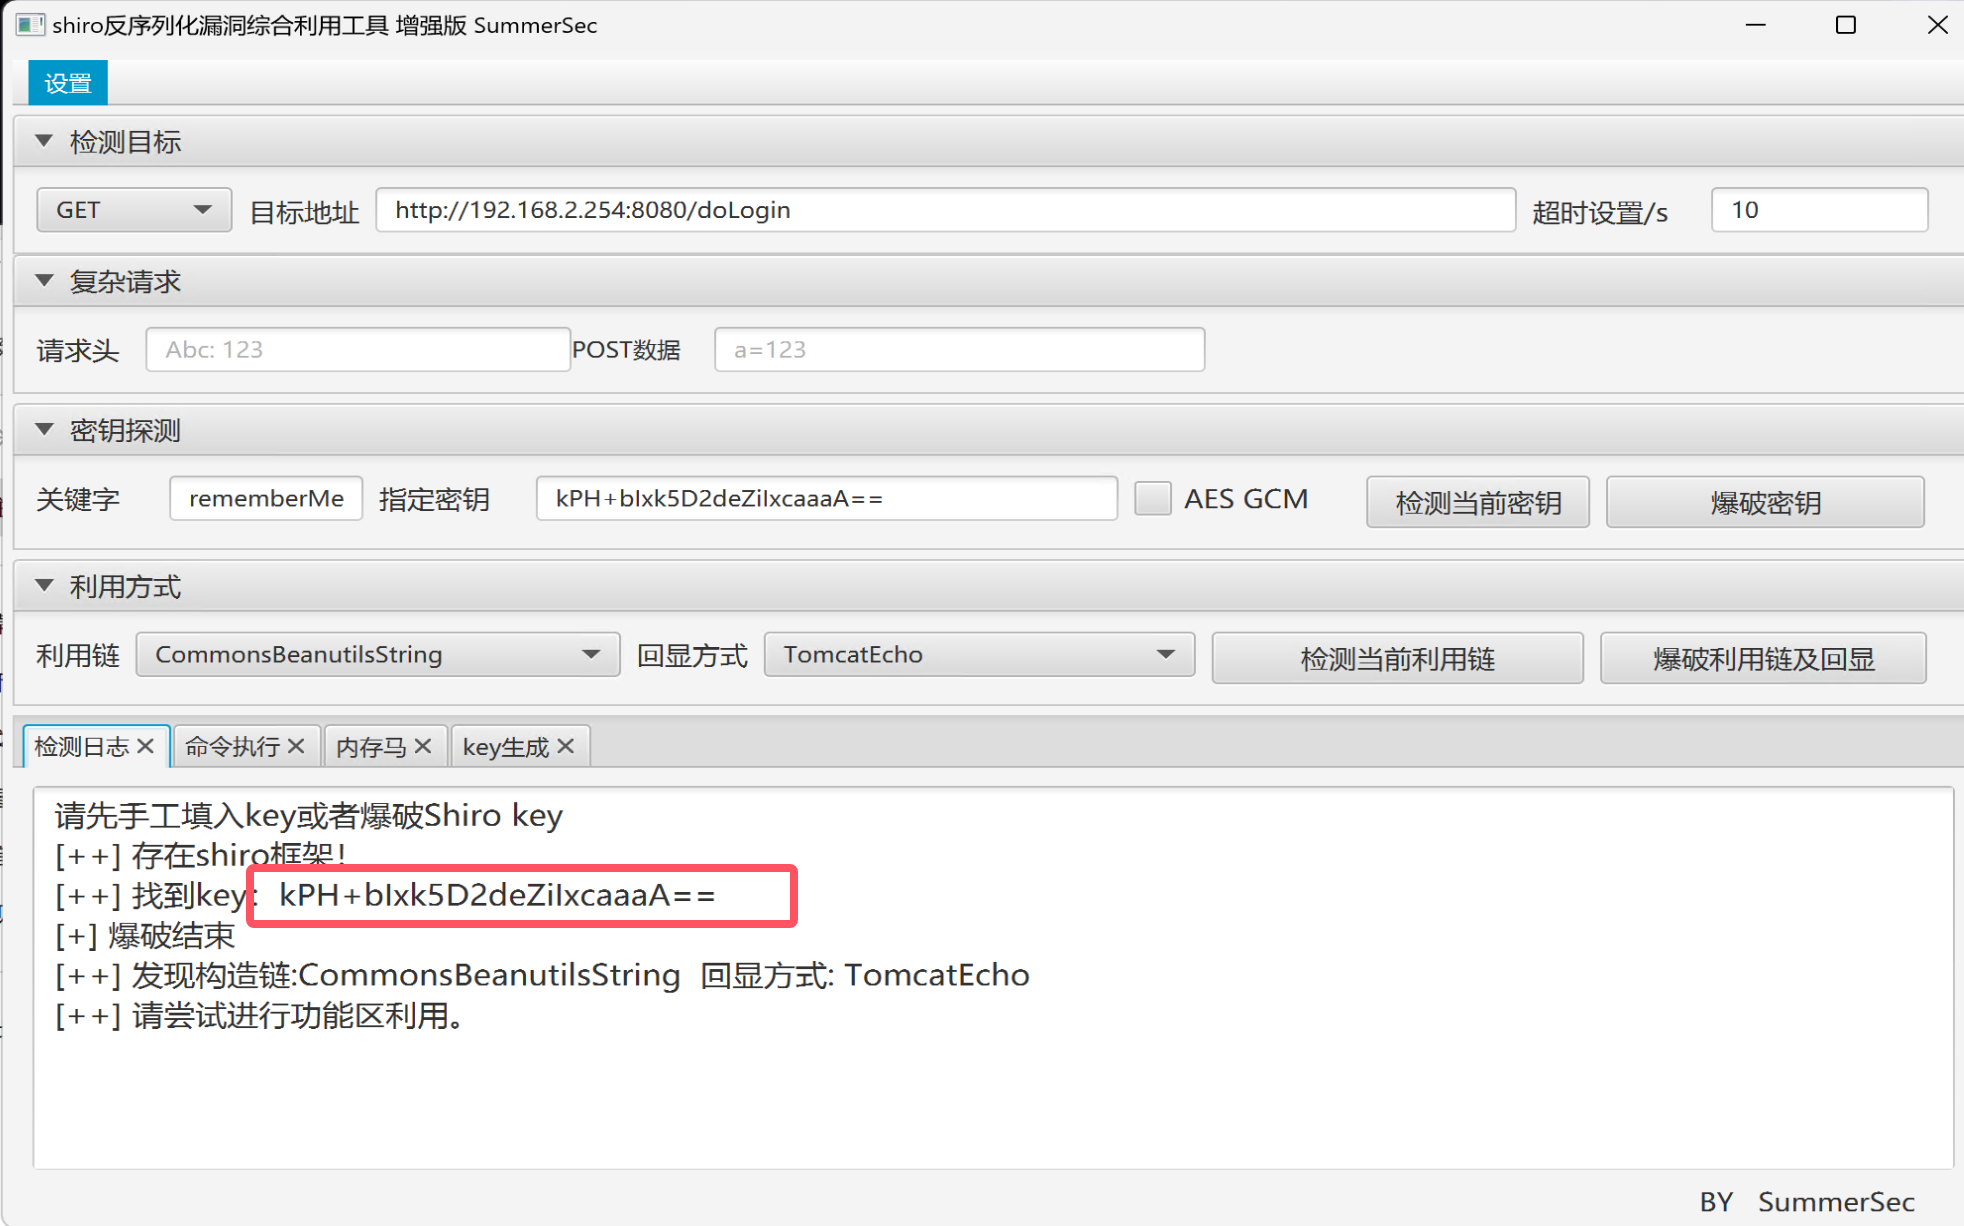 shiro反序列化漏洞综合利用工具 增强版 SummerSec
设置
检测目标
GET 目标地址 http://192.168.2.254:8080/doLogin 超时设置/s 10
复杂请求
请求头 Abc: 123 POST数据 a=123
密钥探测
关键字 rememberMe 指定密钥 kPH+bIxk5D2deZiIxcaaaA== AES GCM 检测当前密钥 爆破密钥
利用方式
利用链 CommonsBeanutilsString 回显方式 TomcatEcho 检测当前利用链 爆破利用链及回显
检测日志 命令执行 内存马 key生成
请先手工填入key或者爆破Shiro key
[++] 存在shiro框架!
[++] 找到key: kPH+bIxk5D2deZiIxcaaaA==
[+] 爆破结束
[++] 发现构造链:CommonsBeanutilsString 回显方式: TomcatEcho
[++] 请尝试进行功能区利用。
BY SummerSec